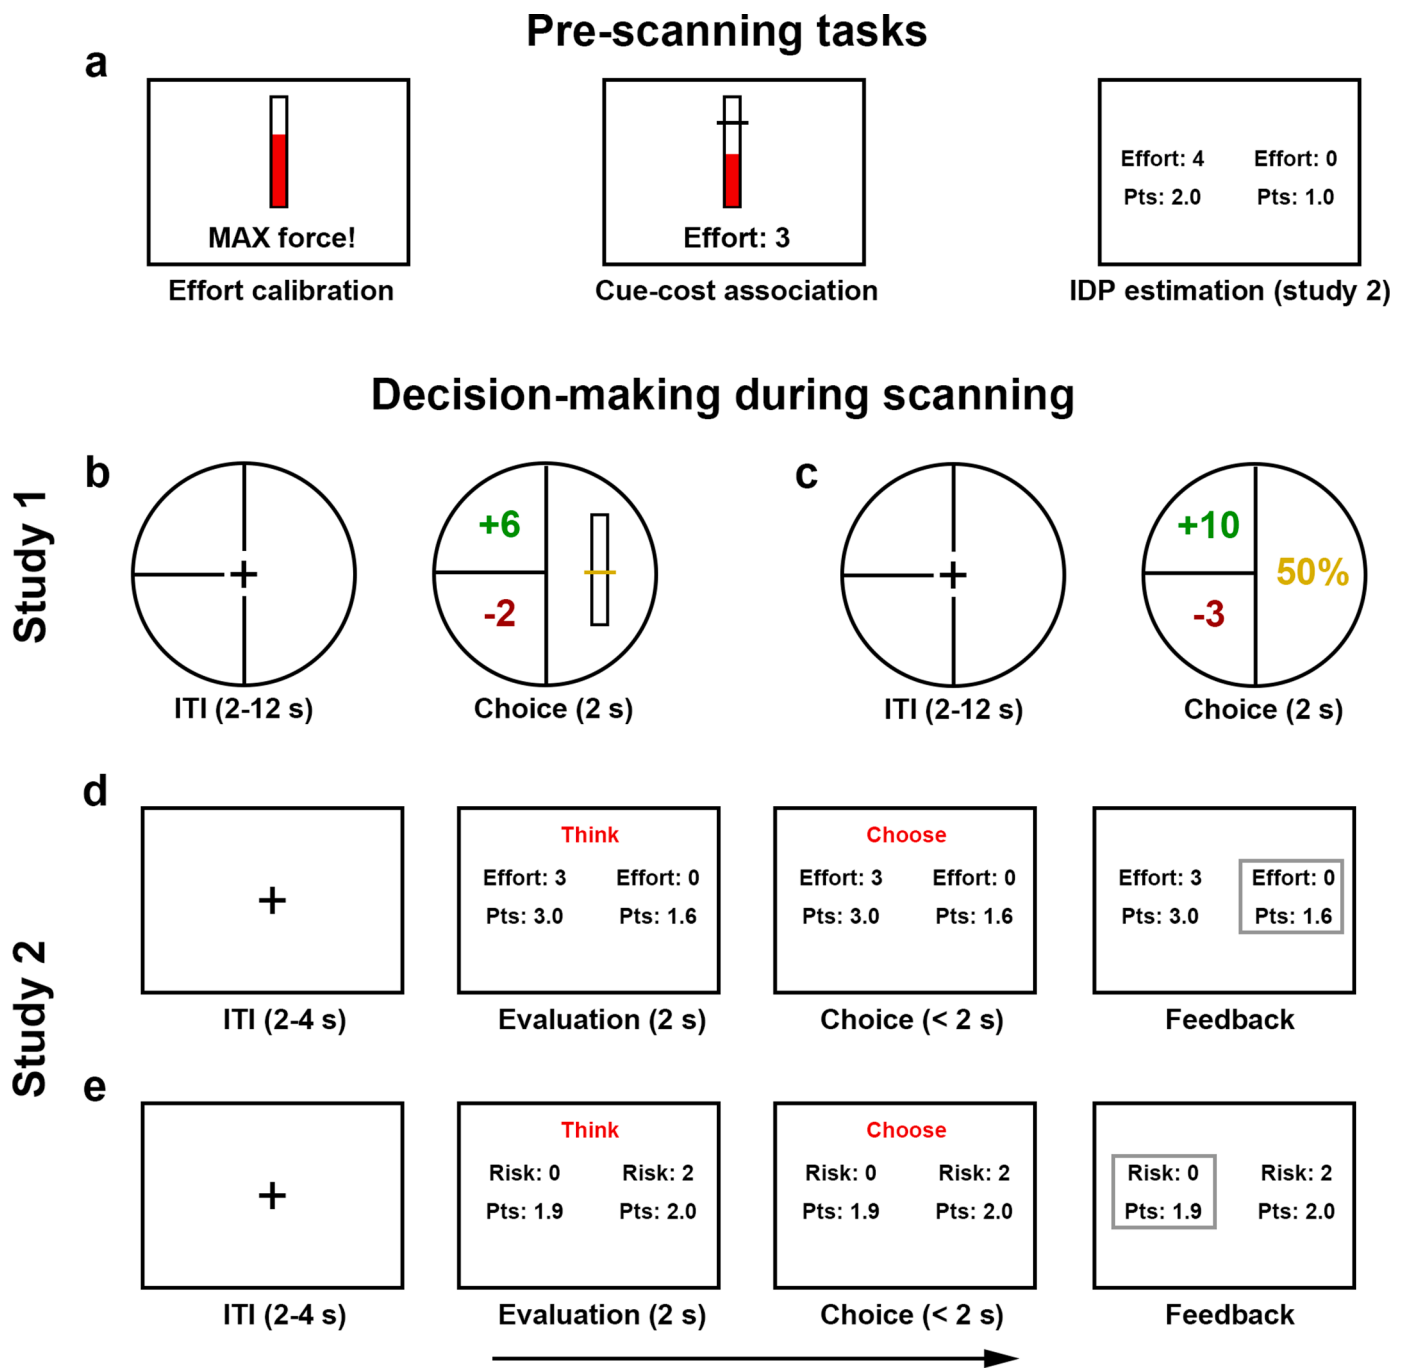 Pre-scanning tasks
a
MAX force!
Effort calibration
Effort: 3
Cue-cost association
Effort: 4 Effort: 0
Pts: 2.0 Pts: 1.0
IDP estimation (study 2)
Decision-making during scanning
Study 1
b
ITI (2-12 s)
+6
-2
Choice (2 s)
c
ITI (2-12 s)
+10
50%
-3
Choice (2 s)
Study 2
d
+
ITI (2-4 s)
Think
Effort: 3 Effort: 0
Pts: 3.0 Pts: 1.6
Evaluation (2 s)
Choose
Effort: 3 Effort: 0
Pts: 3.0 Pts: 1.6
Choice (< 2 s)
Effort: 3 Effort: 0
Pts: 3.0 Pts: 1.6
Feedback
e
+
ITI (2-4 s)
Think
Risk: 0 Risk: 2
Pts: 1.9 Pts: 2.0
Evaluation (2 s)
Choose
Risk: 0 Risk: 2
Pts: 1.9 Pts: 2.0
Choice (< 2 s)
Risk: 0 Risk: 2
Pts: 1.9 Pts: 2.0
Feedback